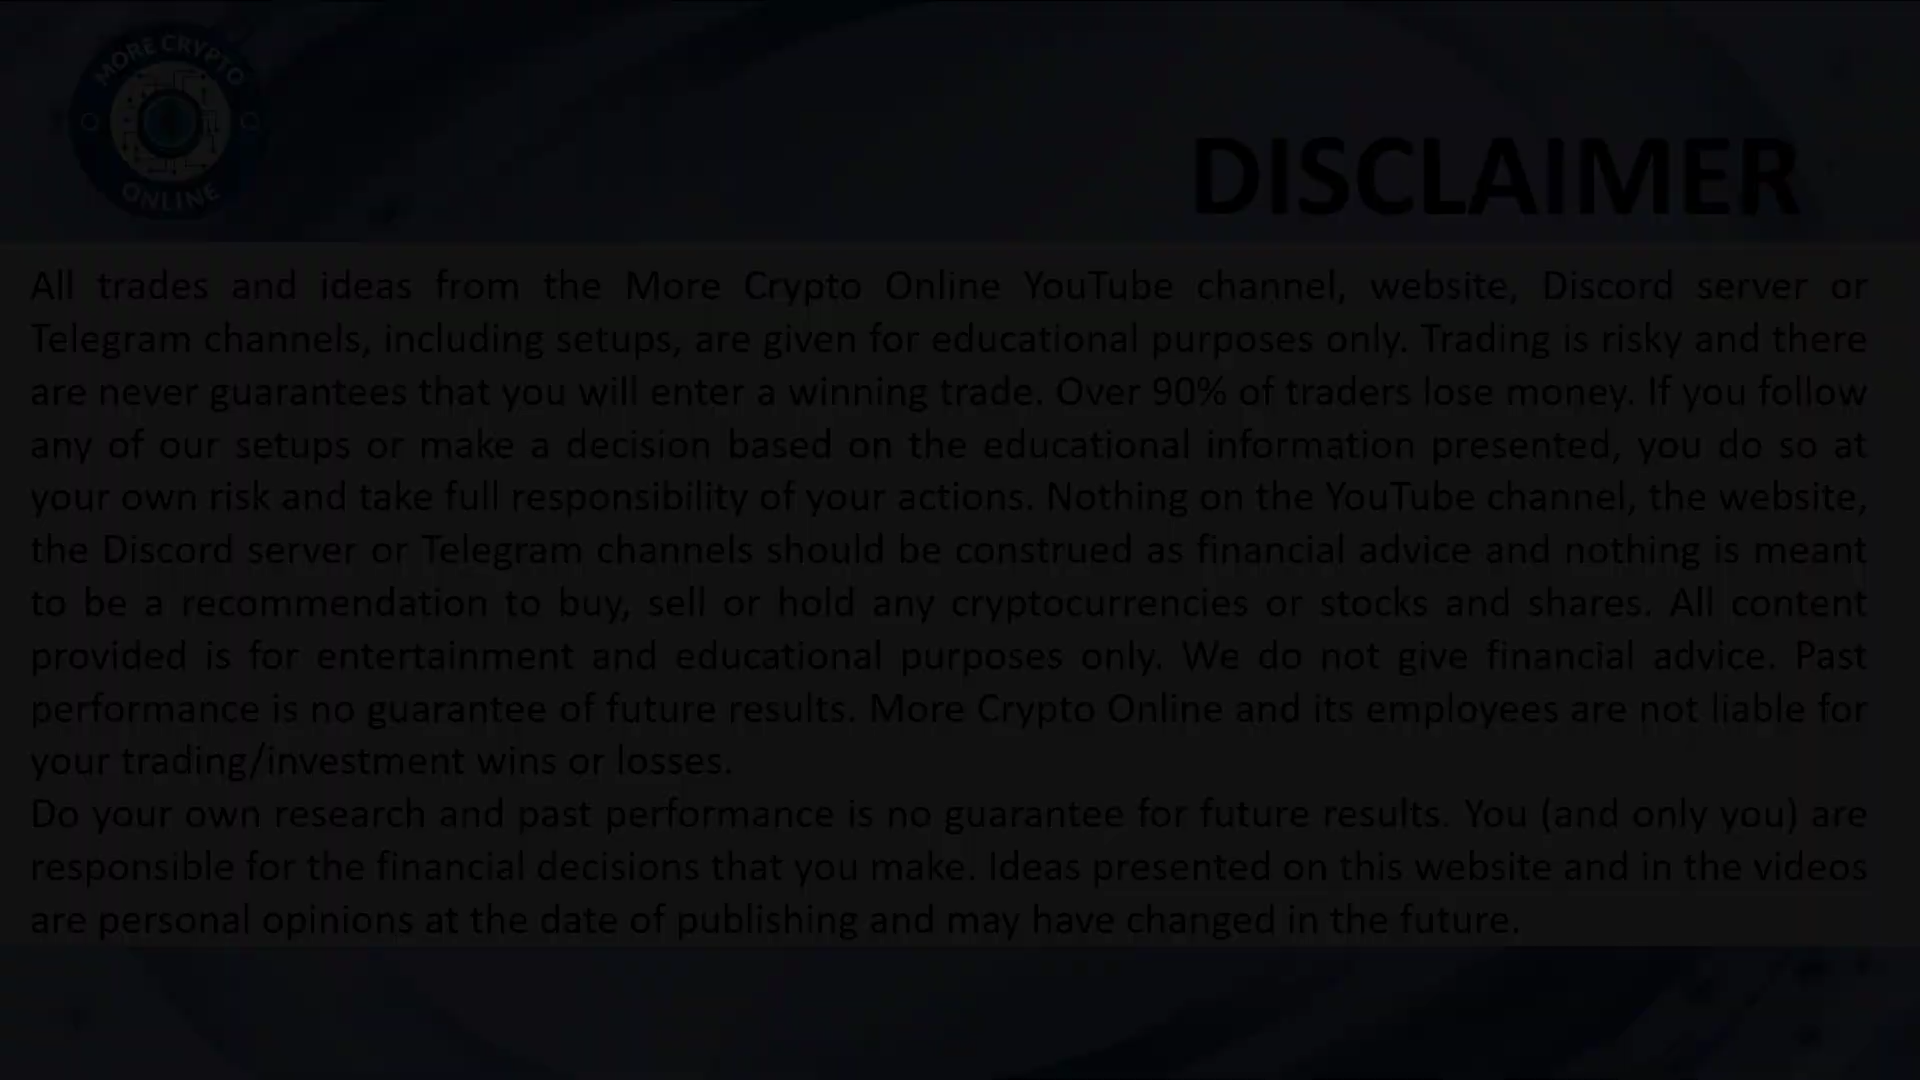 MORE CRYPTO
ONLINE
DISCLAIMER
All trades and ideas from the More Crypto Online YouTube channel, website, Discord server or
Telegram channels, including setups, are given for educational purposes only. Trading is risky and there
are never guarantees that you will enter a winning trade. Over 90% of traders lose money. If you follow
any of our setups or make a decision based on the educational information presented, you do so at
your own risk and take full responsibility of your actions. Nothing on the YouTube channel, the website,
the Discord server or Telegram channels should be construed as financial advice and nothing is meant
to be a recommendation to buy, sell or hold any cryptocurrencies or stocks and shares. All content
provided is for entertainment and educational purposes only. We do not give financial advice. Past
performance is no guarantee of future results. More Crypto Online and its employees are not liable for
your trading/investment wins or losses.
Do your own research and past performance is no guarantee for future results. You (and only you) are
responsible for the financial decisions that you make. Ideas presented on this website and in the videos
are personal opinions at the date of publishing and may have changed in the future.